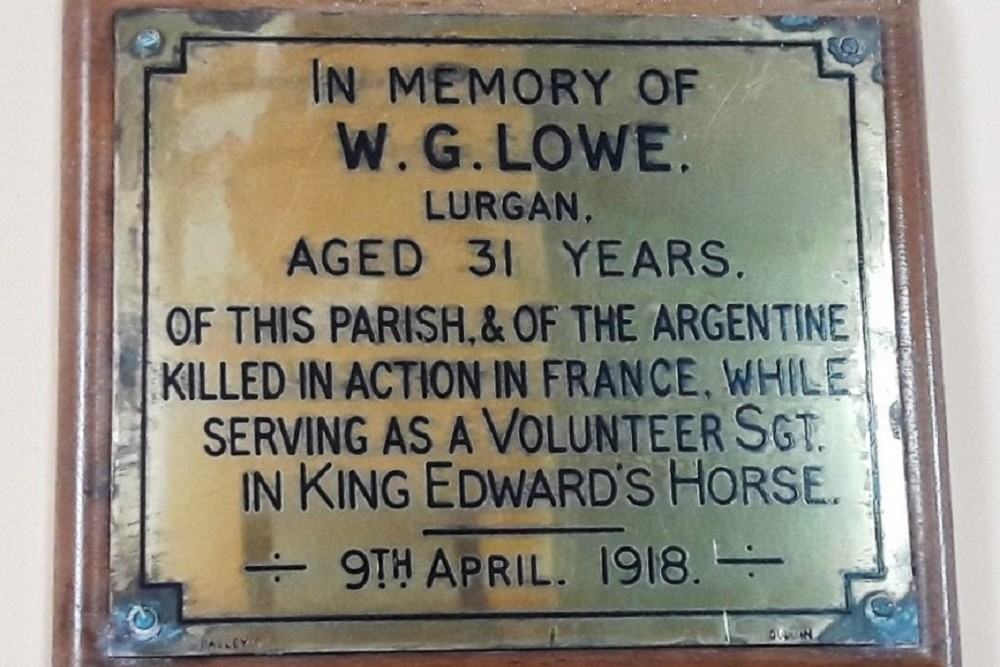 IN MEMORY OF
W. G. LOWE.
LURGAN.
AGED 31 YEARS.
OF THIS PARISH, & OF THE ARGENTINE
KILLED IN ACTION IN FRANCE, WHILE
SERVING AS A VOLUNTEER SGT.
IN KING EDWARD'S HORSE.
÷ 9TH APRIL. 1918. ÷
DUBLIN